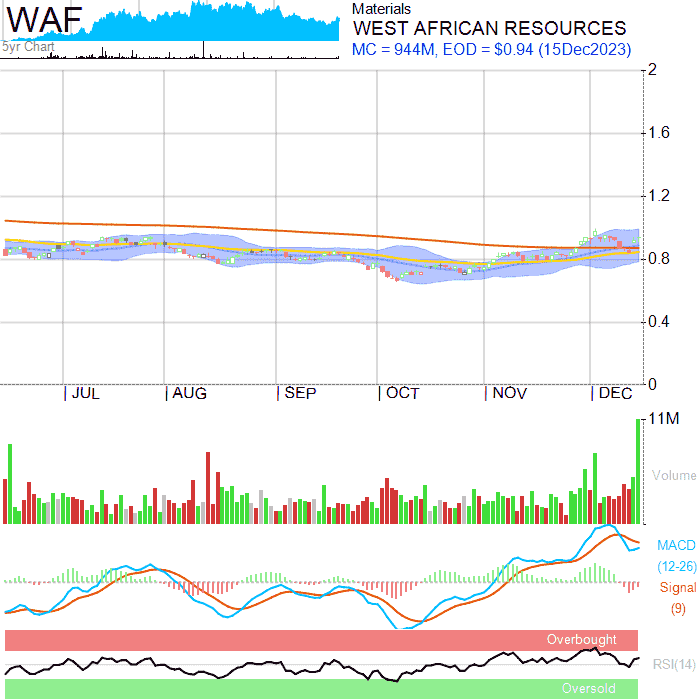 WAF
5yr Chart
Materials
WEST AFRICAN RESOURCES
MC = 944M, EOD = $0.94 (15Dec2023)
2
1.6
1.2
0.8
0.4
0
JUL AUG SEP OCT NOV DEC
11M
Volume
MACD
(12-26)
Signal
(9)
Overbought
RSI(14)
Oversold